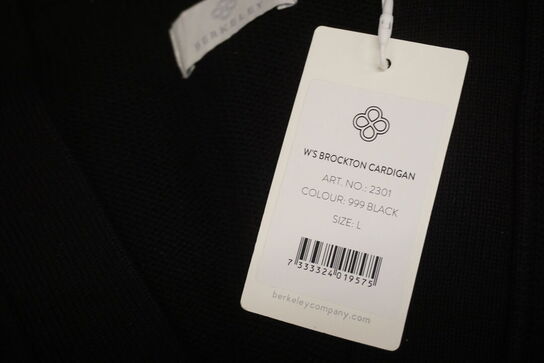 BERKELEY
W'S BROCKTON CARDIGAN
ART. NO.: 2301
COLOUR: 999 BLACK
SIZE: L
7 333324 019575
berkeleycompany.com